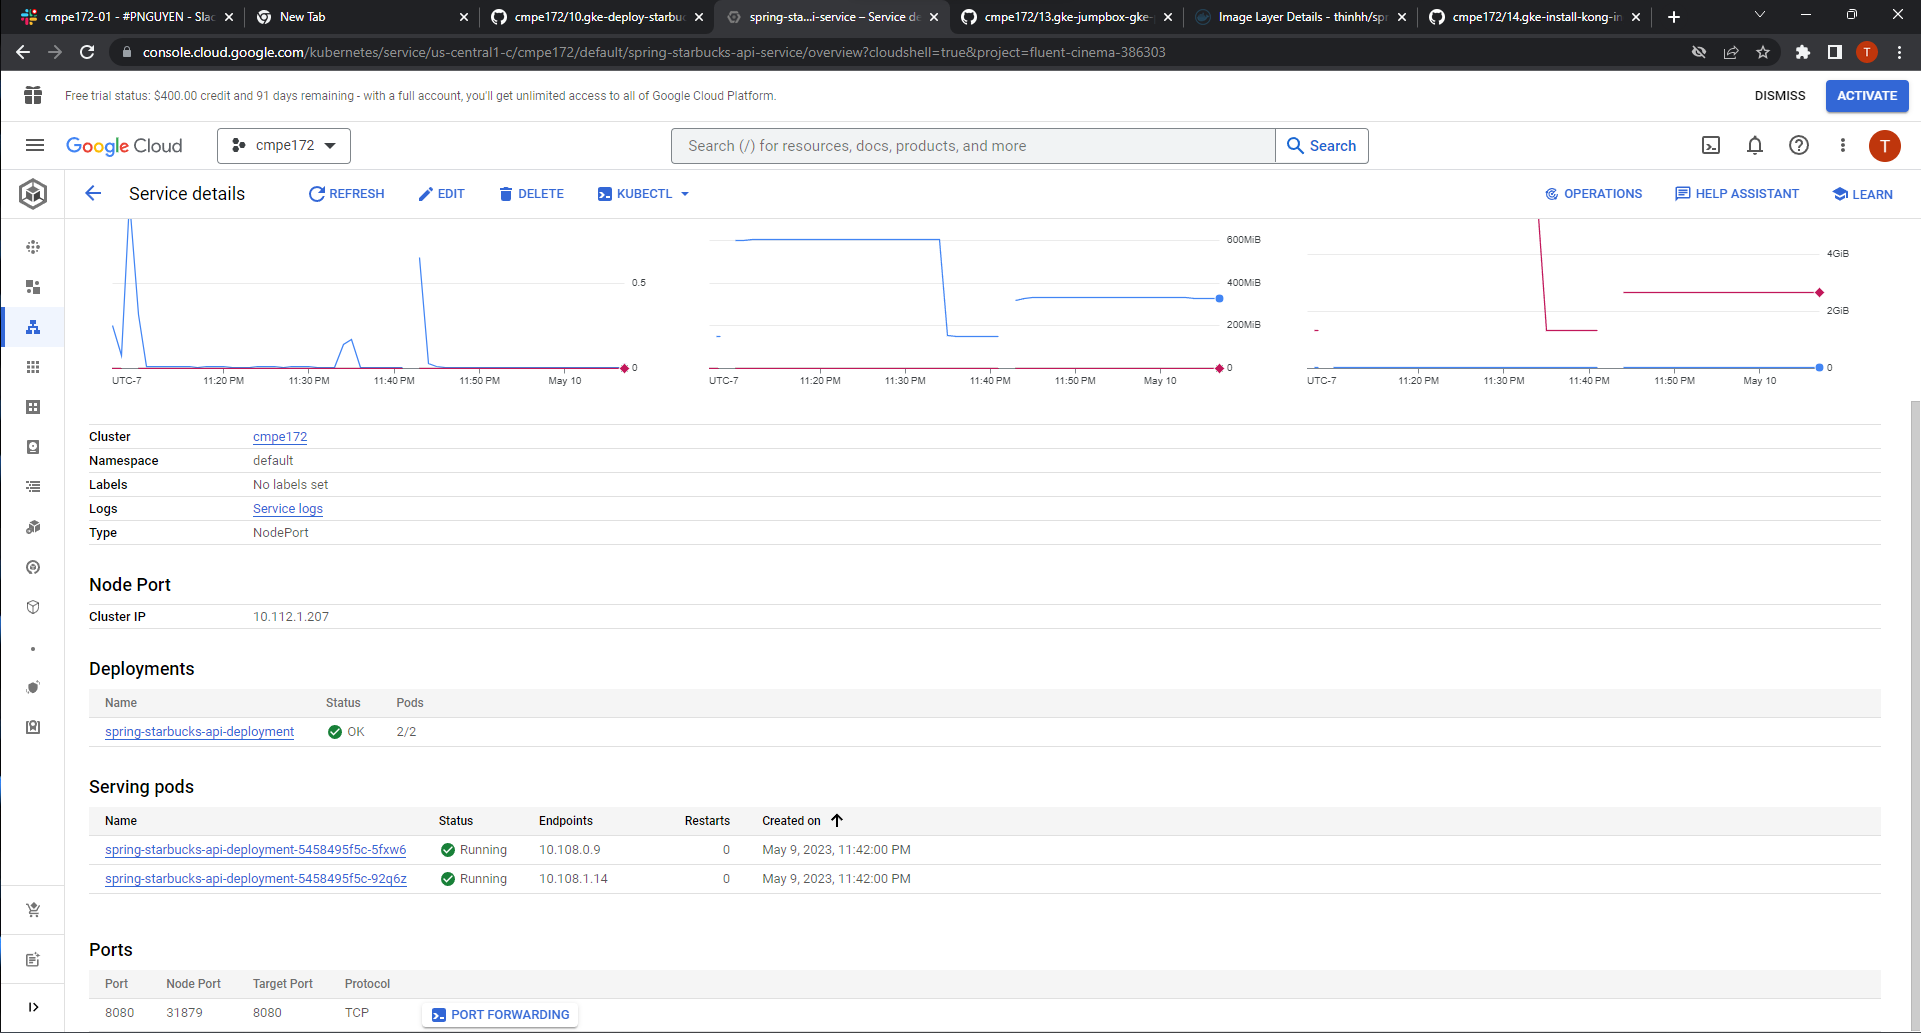 cmpe172-01 - #PNGUYEN - Slac
New Tab
cmpe172/10.gke-deploy-starbuc
spring-sta...i-service – Service de
cmpe172/13.gke-jumpbox-gke-
Image Layer Details - thinhh/spr
cmpe172/14.gke-install-kong-in
console.cloud.google.com/kubernetes/service/us-central1-c/cmpe172/default/spring-starbucks-api-service/overview?cloudshell=true&project=fluent-cinema-386303
T
Free trial status: $400.00 credit and 91 days remaining - with a full account, you'll get unlimited access to all of Google Cloud Platform.
DISMISS
ACTIVATE
Google Cloud
cmpe172
Search (/) for resources, docs, products, and more
Search
T
Service details
REFRESH
EDIT
DELETE
KUBECTL
OPERATIONS
HELP ASSISTANT
LEARN
0.5
0
UTC-7 11:20 PM 11:30 PM 11:40 PM 11:50 PM May 10
600MiB
400MiB
200MiB
0
UTC-7 11:20 PM 11:30 PM 11:40 PM 11:50 PM May 10
4GiB
2GiB
0
UTC-7 11:20 PM 11:30 PM 11:40 PM 11:50 PM May 10
Cluster cmpe172
Namespace default
Labels No labels set
Logs Service logs
Type NodePort
Node Port
Cluster IP 10.112.1.207
Deployments
Name Status Pods
spring-starbucks-api-deployment OK 2/2
Serving pods
Name Status Endpoints Restarts Created on
spring-starbucks-api-deployment-5458495f5c-5fxw6 Running 10.108.0.9 0 May 9, 2023, 11:42:00 PM
spring-starbucks-api-deployment-5458495f5c-92q6z Running 10.108.1.14 0 May 9, 2023, 11:42:00 PM
Ports
Port Node Port Target Port Protocol
8080 31879 8080 TCP PORT FORWARDING